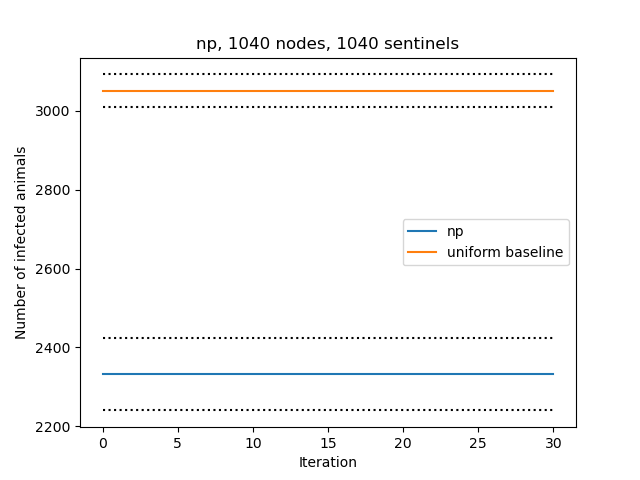 np, 1040 nodes, 1040 sentinels
Number of infected animals
3000
2800
2600
2400
2200
np
uniform baseline
0 5 10 15 20 25 30
Iteration